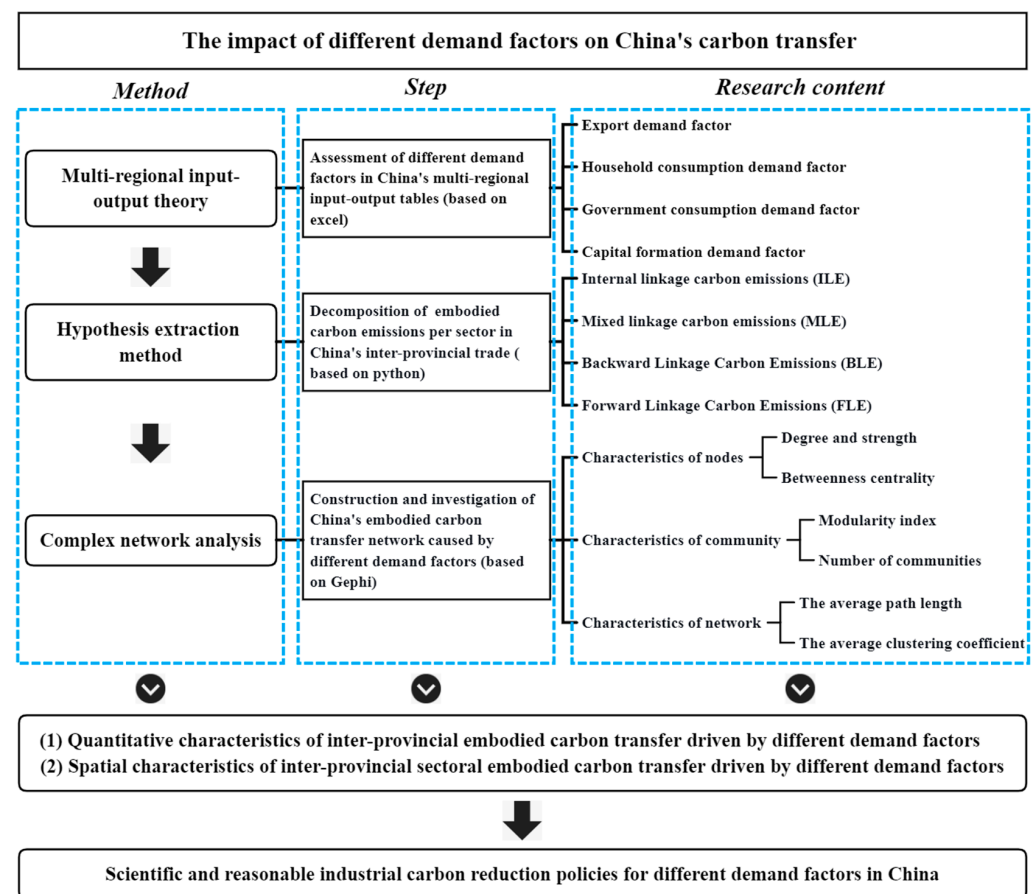 The impact of different demand factors on China's carbon transfer
Method
Step
Research content
Multi-regional input-
output theory
Assessment of different demand
factors in China's multi-regional
input-output tables (based on
excel)
Export demand factor
Household consumption demand factor
Government consumption demand factor
Capital formation demand factor
Hypothesis extraction
method
Decomposition of embodied
carbon emissions per sector in
China's inter-provincial trade (
based on python)
Internal linkage carbon emissions (ILE)
Mixed linkage carbon emissions (MLE)
Backward Linkage Carbon Emissions (BLE)
Forward Linkage Carbon Emissions (FLE)
Complex network analysis
Construction and investigation of
China's embodied carbon
transfer network caused by
different demand factors (based
on Gephi)
Characteristics of nodes
Degree and strength
Betweenness centrality
Characteristics of community
Modularity index
Number of communities
Characteristics of network
The average path length
The average clustering coefficient
(1) Quantitative characteristics of inter-provincial embodied carbon transfer driven by different demand factors
(2) Spatial characteristics of inter-provincial sectoral embodied carbon transfer driven by different demand factors
Scientific and reasonable industrial carbon reduction policies for different demand factors in China